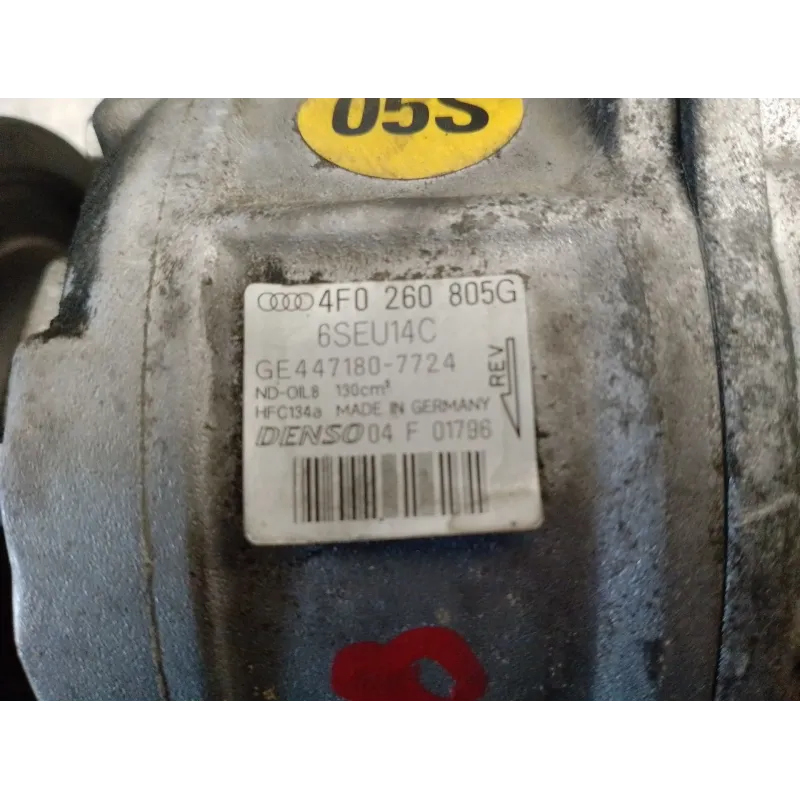 05S
4F0 260 805G
6SEU14C
GE447180-7724
ND-OIL8 130cm³
HFC134a MADE IN GERMANY
REV
DENSO 04 F 01796